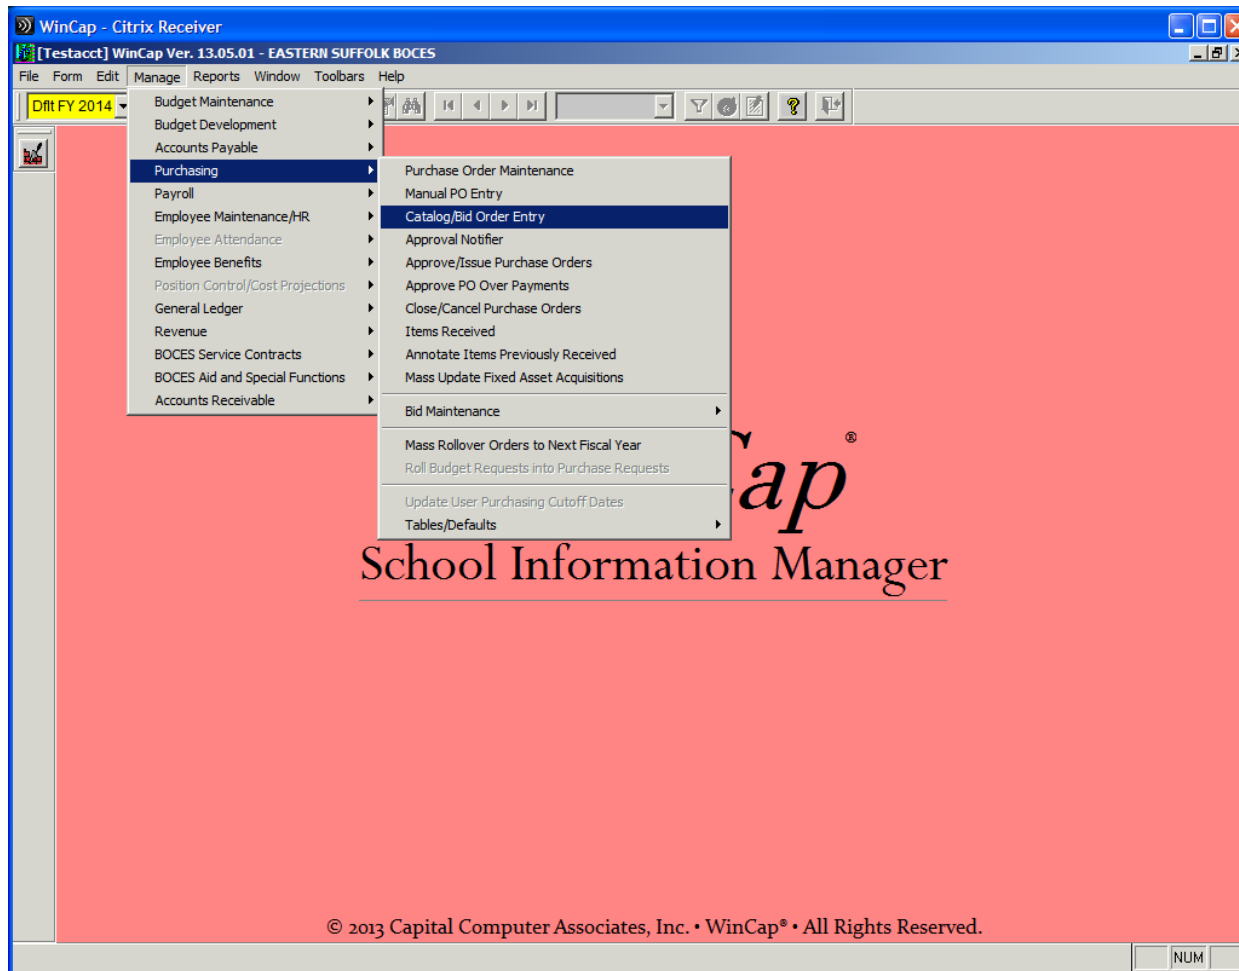 WinCap - Citrix Receiver
[Testacct] WinCap Ver. 13.05.01 - EASTERN SUFFOLK BOCES
File Form Edit Manage Reports Window Toolbars Help
Dflt FY 2014
Budget Maintenance
Budget Development
Accounts Payable
Purchasing
Payroll
Employee Maintenance/HR
Employee Attendance
Employee Benefits
Position Control/Cost Projections
General Ledger
Revenue
BOCES Service Contracts
BOCES Aid and Special Functions
Accounts Receivable
Purchase Order Maintenance
Manual PO Entry
Catalog/Bid Order Entry
Approval Notifier
Approve/Issue Purchase Orders
Approve PO Over Payments
Close/Cancel Purchase Orders
Items Received
Annotate Items Previously Received
Mass Update Fixed Asset Acquisitions
Bid Maintenance
Mass Rollover Orders to Next Fiscal Year
Roll Budget Requests into Purchase Requests
Update User Purchasing Cutoff Dates
Tables/Defaults
Cap®
School Information Manager
© 2013 Capital Computer Associates, Inc. • WinCap® • All Rights Reserved.
NUM